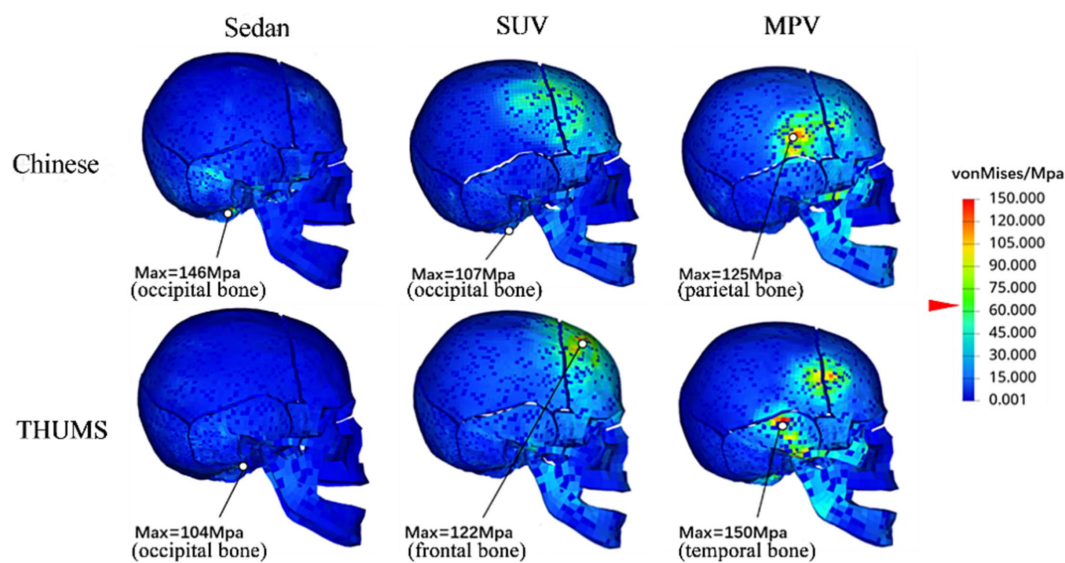 Sedan
SUV
MPV
Chinese
Max=146Mpa
(occipital bone)
Max=107Mpa
(occipital bone)
Max=125Mpa
(parietal bone)
vonMises/Mpa
150.000
120.000
105.000
90.000
75.000
60.000
45.000
30.000
15.000
0.001
THUMS
Max=104Mpa
(occipital bone)
Max=122Mpa
(frontal bone)
Max=150Mpa
(temporal bone)